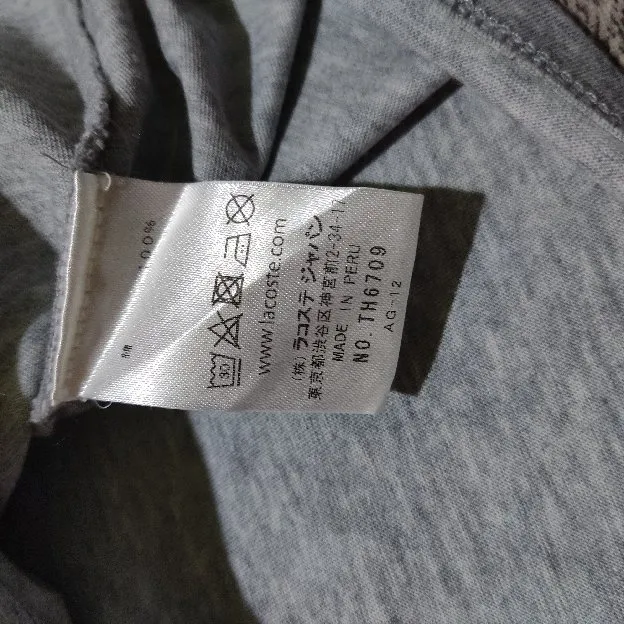 綿 100%
30
www.lacoste.com
(株) ラコステ ジャパン
東京都渋谷区神宮前2-34-17
MADE IN PERU
NO. TH6709
AG-12